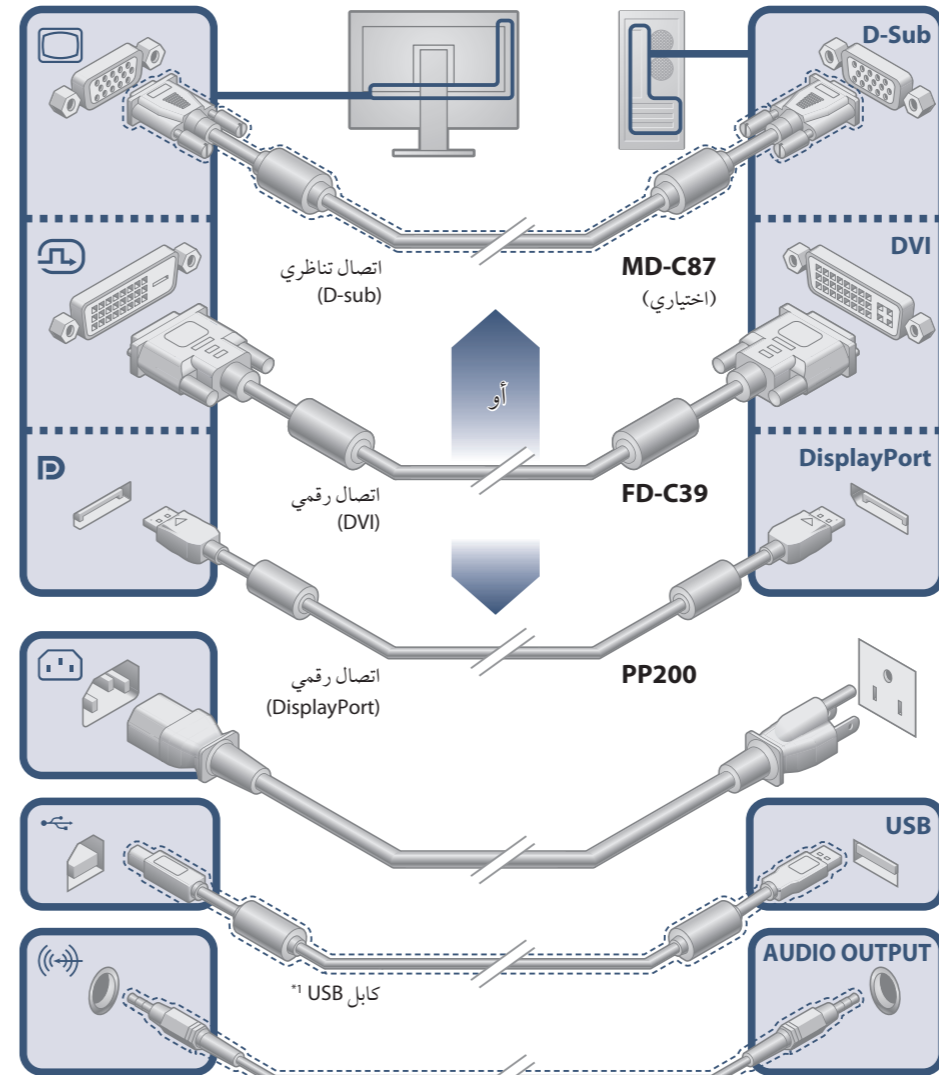 D-Sub
اتصال تناظري
(D-sub)
MD-C87
(اختياري)
DVI
أو
اتصال رقمي
(DVI)
FD-C39
DisplayPort
اتصال رقمي
(DisplayPort)
PP200
USB
كابل USB *1
AUDIO OUTPUT